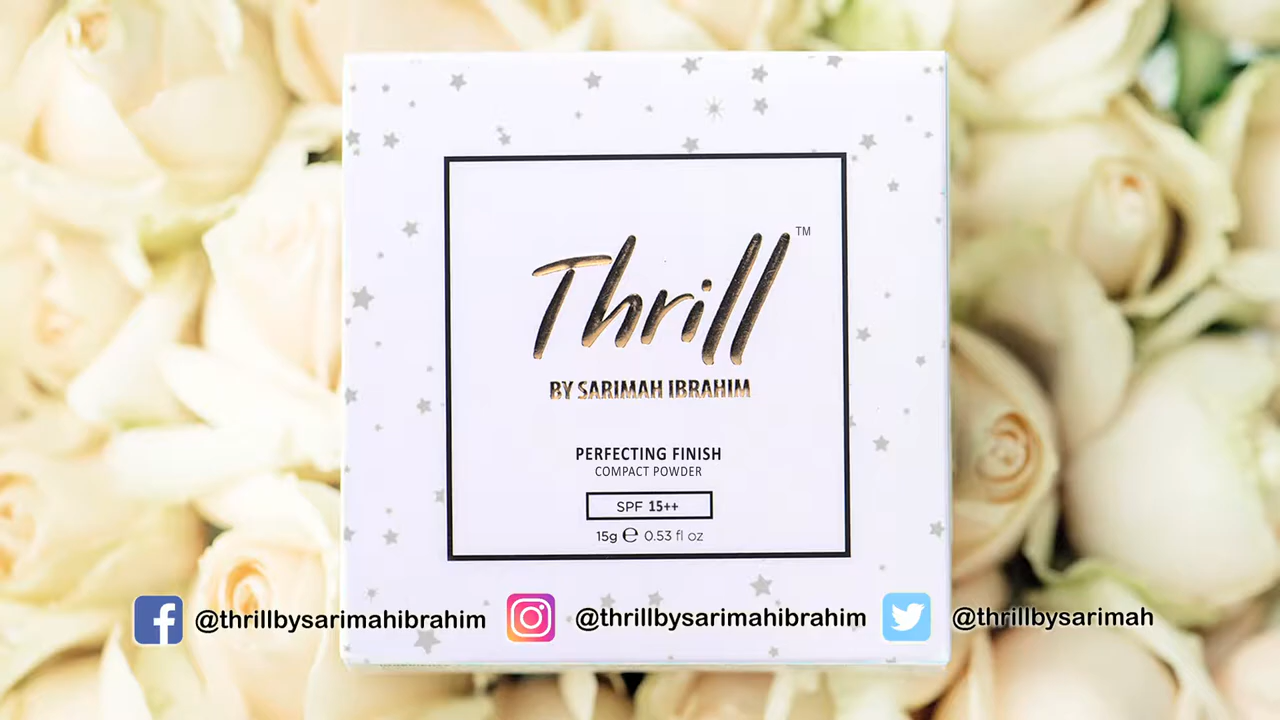 Thrill™
BY SARIMAH IBRAHIM
PERFECTING FINISH
COMPACT POWDER
SPF 15++
15g ℮ 0.53 fl oz
@thrillbysarimahibrahim @thrillbysarimahibrahim @thrillbysarimah